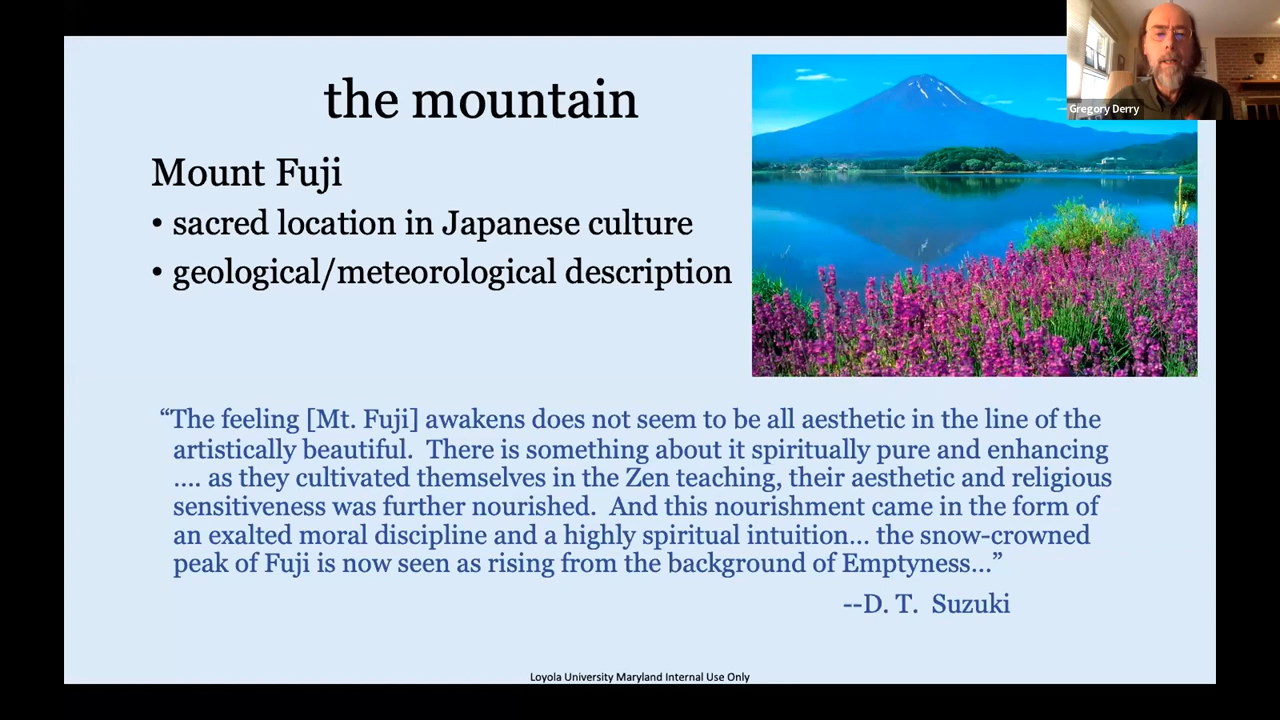 Gregory Derry
the mountain
Mount Fuji
• sacred location in Japanese culture
• geological/meteorological description
“The feeling [Mt. Fuji] awakens does not seem to be all aesthetic in the line of the
artistically beautiful.  There is something about it spiritually pure and enhancing
…. as they cultivated themselves in the Zen teaching, their aesthetic and religious
sensitiveness was further nourished.  And this nourishment came in the form of
an exalted moral discipline and a highly spiritual intuition… the snow-crowned
peak of Fuji is now seen as rising from the background of Emptyness…”
--D. T.  Suzuki
Loyola University Maryland Internal Use Only